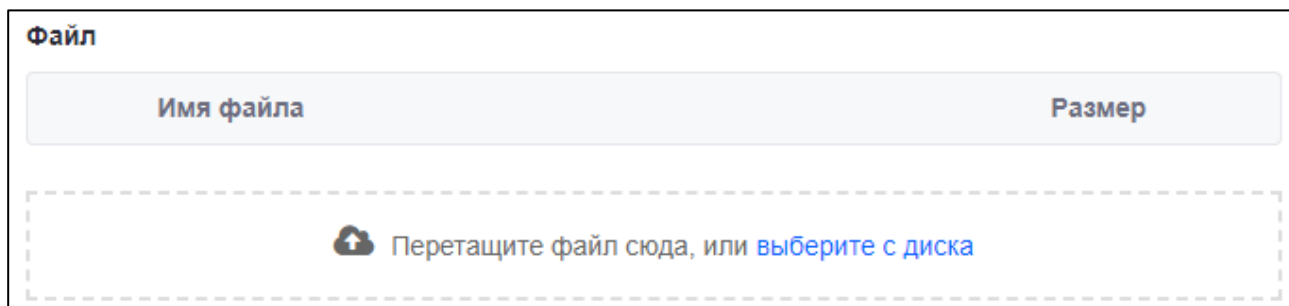 Файл
Имя файла Размер
Перетащите файл сюда, или выберите с диска